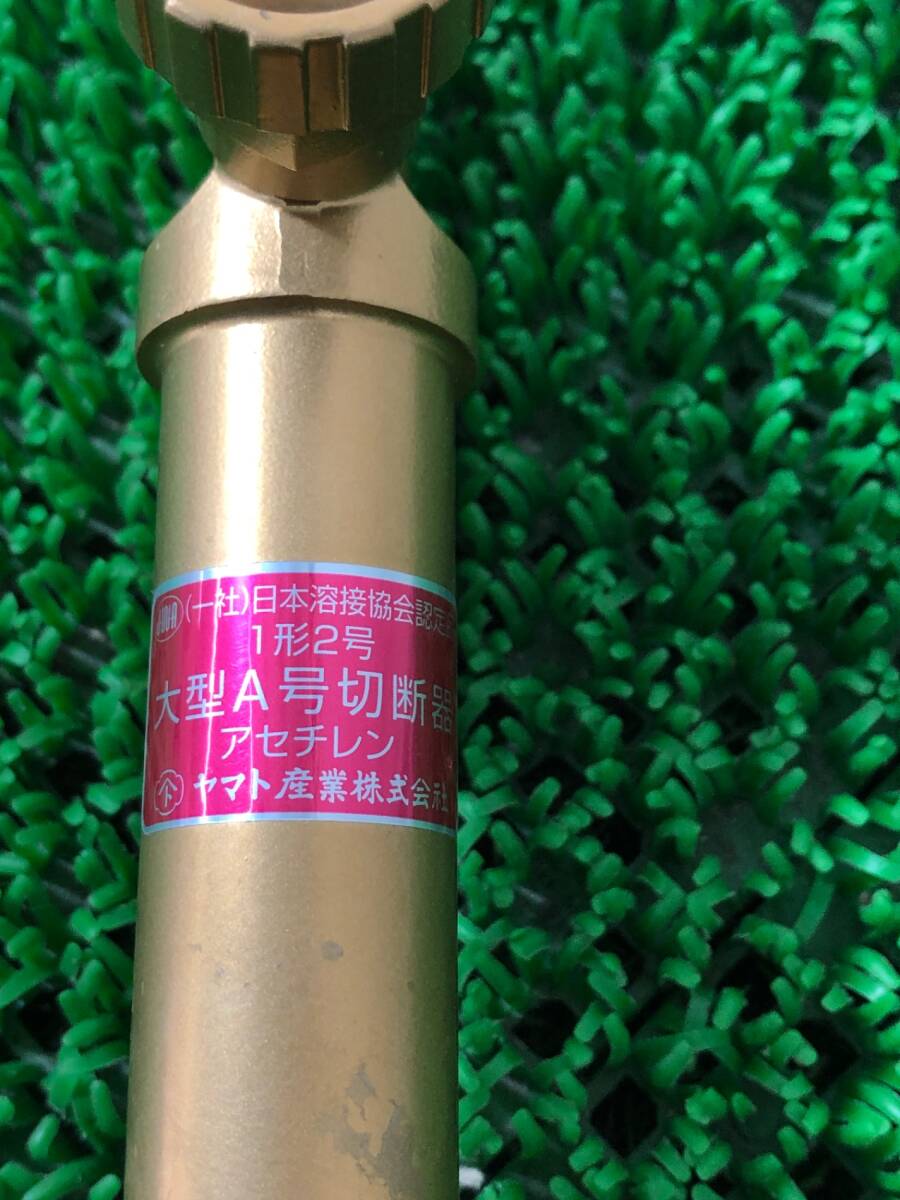 JWA (一社)日本溶接協会認定
1形2号
大型A号切断器
アセチレン
ヤマト産業株式会社